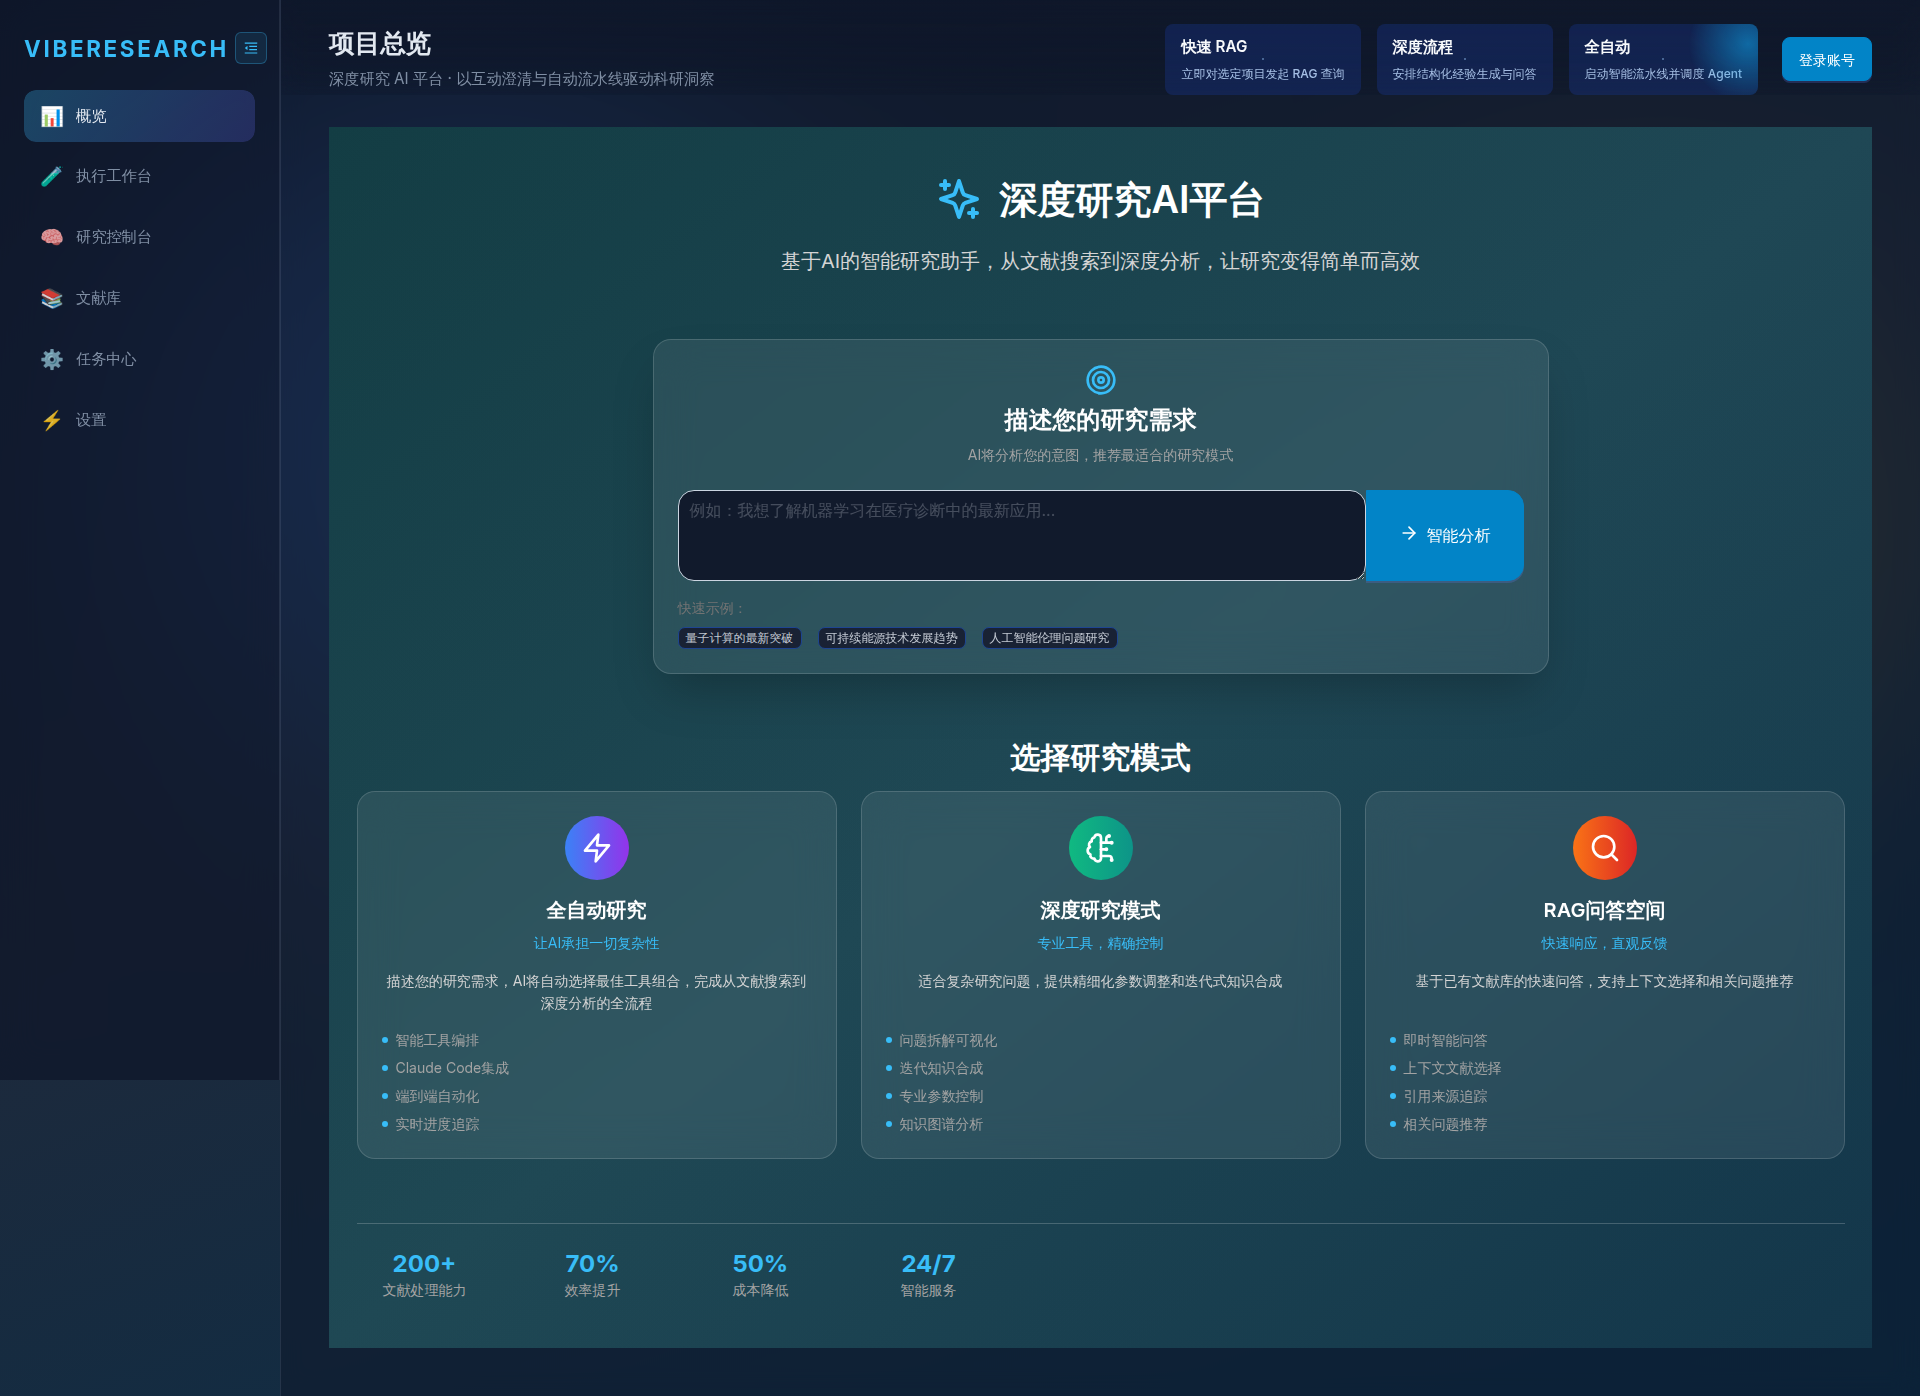 VIBERESEARCH
概览
执行工作台
研究控制台
文献库
任务中心
设置
项目总览
深度研究 AI 平台 · 以互动澄清与自动流水线驱动科研洞察
快速 RAG
·
立即对选定项目发起 RAG 查询
深度流程
·
安排结构化经验生成与问答
全自动
·
启动智能流水线并调度 Agent
登录账号
深度研究AI平台
基于AI的智能研究助手，从文献搜索到深度分析，让研究变得简单而高效
描述您的研究需求
AI将分析您的意图，推荐最适合的研究模式
例如：我想了解机器学习在医疗诊断中的最新应用...
智能分析
快速示例：
量子计算的最新突破
可持续能源技术发展趋势
人工智能伦理问题研究
选择研究模式
全自动研究
让AI承担一切复杂性
描述您的研究需求，AI将自动选择最佳工具组合，完成从文献搜索到
深度分析的全流程
智能工具编排
Claude Code集成
端到端自动化
实时进度追踪
深度研究模式
专业工具，精确控制
适合复杂研究问题，提供精细化参数调整和迭代式知识合成
问题拆解可视化
迭代知识合成
专业参数控制
知识图谱分析
RAG问答空间
快速响应，直观反馈
基于已有文献库的快速问答，支持上下文选择和相关问题推荐
即时智能问答
上下文文献选择
引用来源追踪
相关问题推荐
200+
文献处理能力
70%
效率提升
50%
成本降低
24/7
智能服务